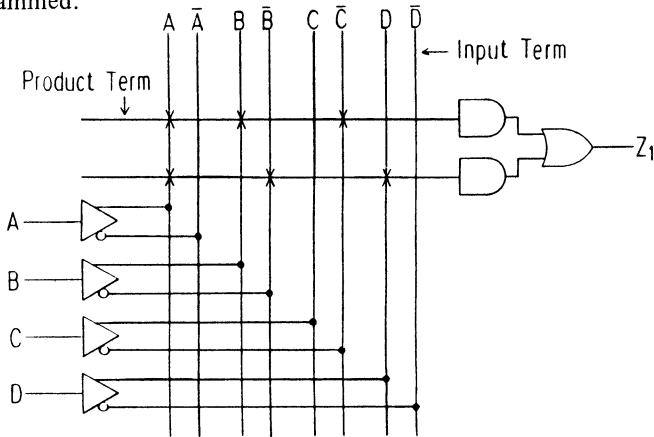 ammed.
A A̅ B B̅ C C̅ D D̅
Input Term
Product Term
Z₁
A
B
C
D